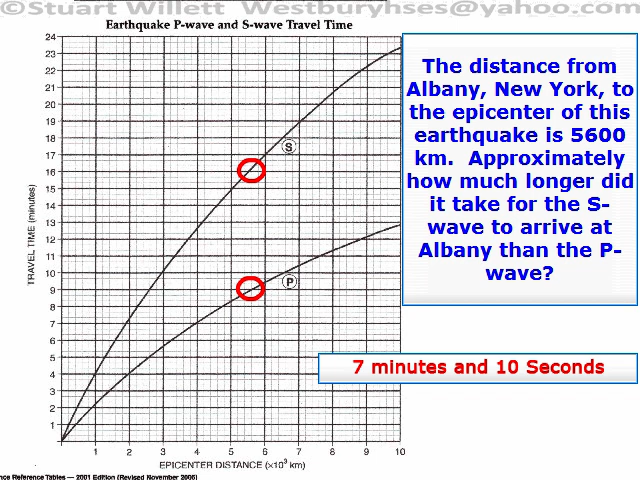 ©Stuart Willett Westburyhses@yahoo.com
Earthquake P-wave and S-wave Travel Time
The distance from
Albany, New York, to
the epicenter of this
earthquake is 5600
km. Approximately
how much longer did
it take for the S-
wave to arrive at
Albany than the P-
wave?
7 minutes and 10 Seconds
TRAVEL TIME (minutes)
24
23
22
21
20
19
18
17
16
15
14
13
12
11
10
9
8
7
6
5
4
3
2
1
S
P
1 2 3 4 5 6 7 8 9 10
EPICENTER DISTANCE (×10³ km)
nce Reference Tables — 2001 Edition (Revised November 2006)